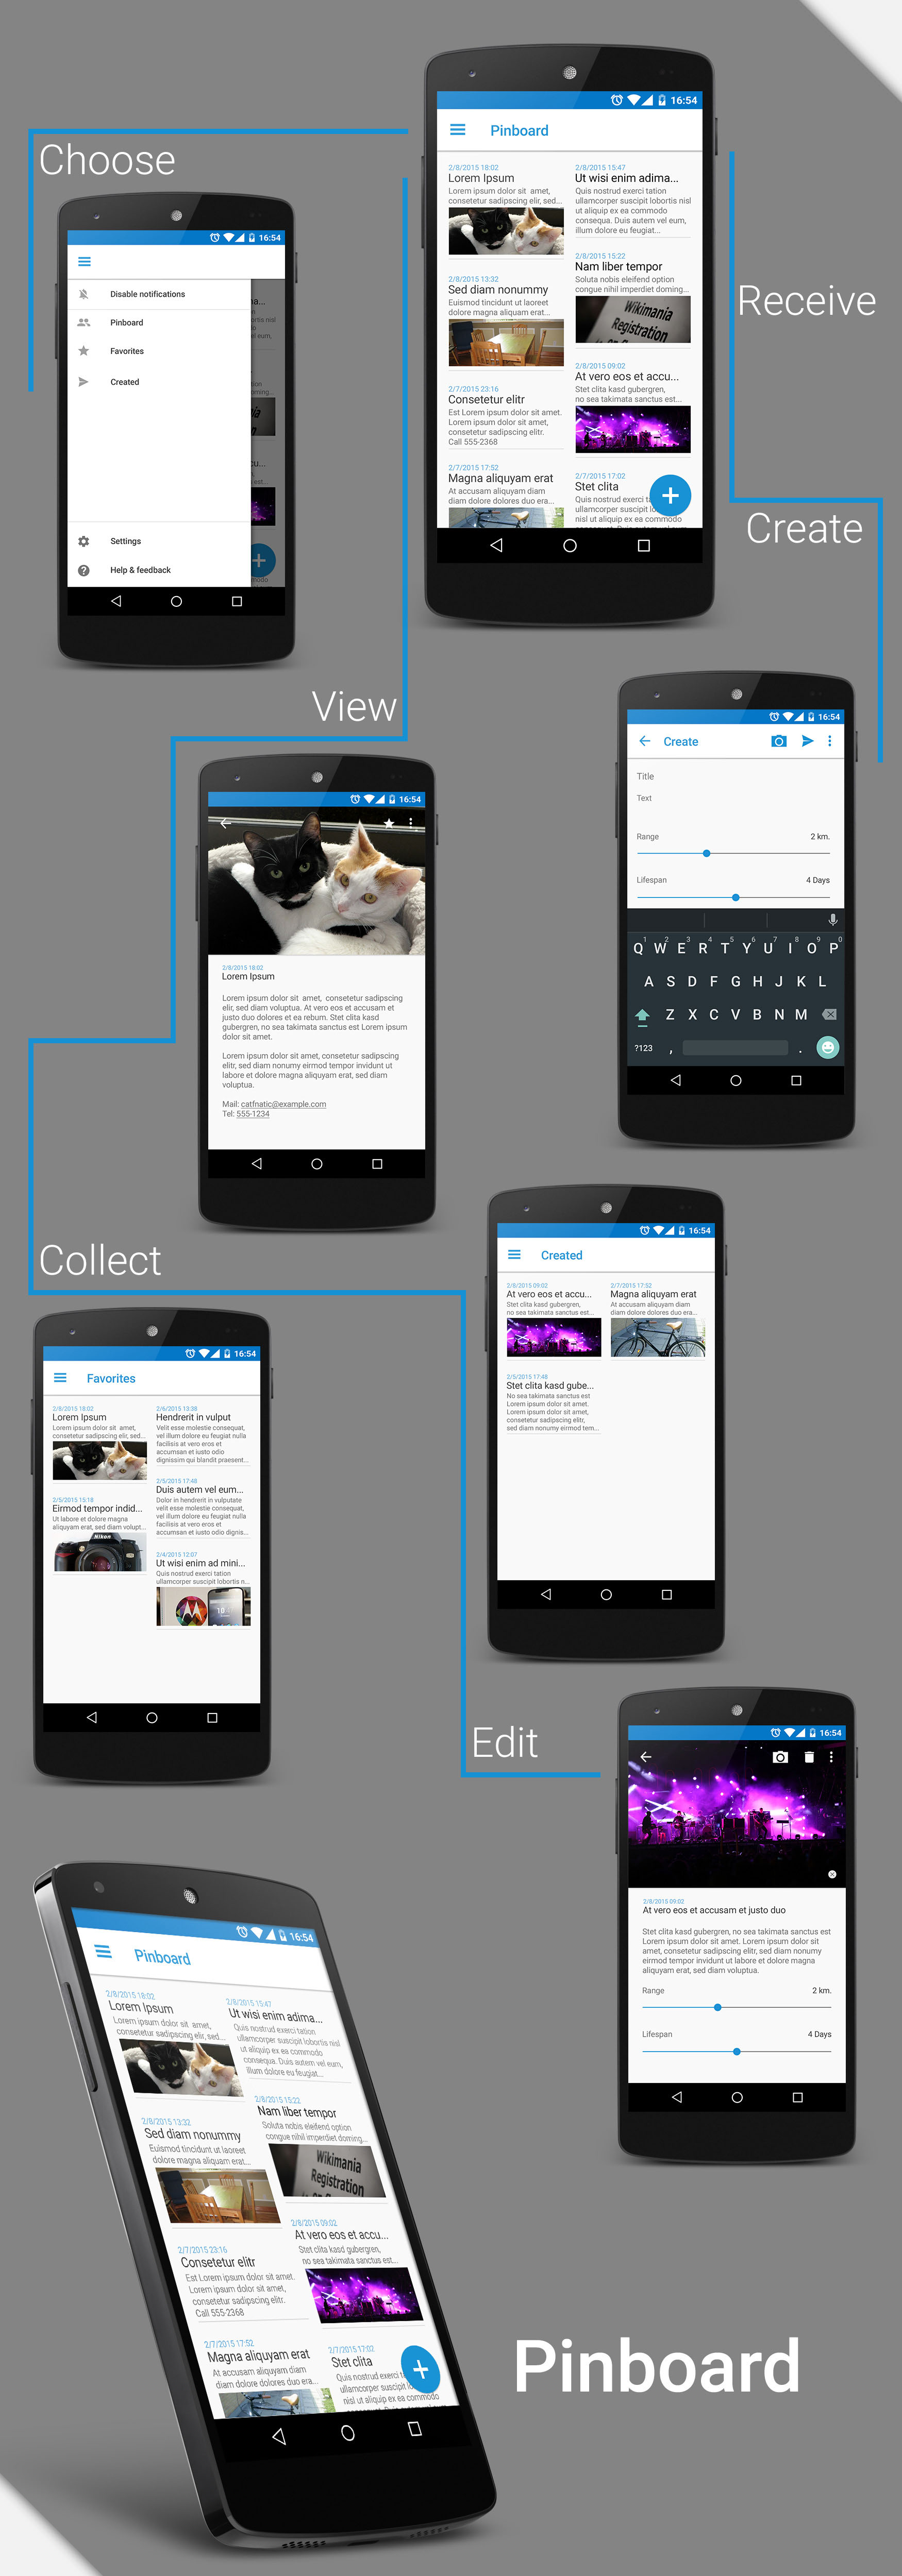 Choose
16:54
Disable notifications
Pinboard
Favorites
Created
Settings
Help & feedback
16:54
Pinboard
2/8/2015 18:02
Lorem Ipsum
Lorem ipsum dolor sit amet,
consetetur sadipscing elir, sed...
2/8/2015 13:32
Sed diam nonummy
Euismod tincidunt ut laoreet
dolore magna aliquam erat...
2/7/2015 23:16
Consetetur elitr
Est Lorem ipsum dolor sit amet.
Lorem ipsum dolor sit amet,
consetetur sadipscing elitr.
Call 555-2368
2/7/2015 17:52
Magna aliquyam erat
At accusam aliquyam diam
diam dolore dolores duo era...
2/8/2015 15:47
Ut wisi enim adima...
Quis nostrud exerci tation
ullamcorper suscipit lobortis nisl
ut aliquip ex ea commodo
consequa. Duis autem vel eum,
illum dolore eu feugiat...
2/8/2015 15:22
Nam liber tempor
Soluta nobis eleifend option
congue nihil imperdiet doming...
Wikimania
Registration
2/8/2015 09:02
At vero eos et accu...
Stet clita kasd gubergren,
no sea takimata sanctus est...
2/7/2015 17:02
Stet clita
Quis nostrud exerci
ullamcorper suscipit
nisl ut aliquip ex ea commodo
Receive
Create
16:54
Create
Title
Text
Range 2 km.
Lifespan 4 Days
1 2 3 4 5 6 7 8 9 0
Q W E R T Y U I O P
A S D F G H J K L
Z X C V B N M
?123 , .
View
16:54
2/8/2015 18:02
Lorem Ipsum
Lorem ipsum dolor sit amet, consetetur sadipscing
elir, sed diam voluptua. At vero eos et accusam et
justo duo dolores et ea rebum. Stet clita kasd
gubergren, no sea takimata sanctus est Lorem ipsum
dolor sit amet.
Lorem ipsum dolor sit amet, consetetur sadipscing
elitr, sed diam nonumy eirmod tempor invidunt ut
labore et dolore magna aliquyam erat, sed diam
voluptua.
Mail: catfnatic@example.com
Tel: 555-1234
Collect
16:54
Favorites
2/8/2015 18:02
Lorem Ipsum
Lorem ipsum dolor sit amet,
consetetur sadipscing elir, sed...
2/5/2015 15:18
Eirmod tempor indid...
Ut labore et dolore magna
aliquyam erat, sed diam volupt...
Nikon
2/6/2015 13:38
Hendrerit in vulput
Velit esse molestie consequat,
vel illum dolore eu feugiat nulla
facilisis at vero eros et
accumsan et iusto odio
dignissim qui blandit praesent...
2/5/2015 17:48
Duis autem vel eum...
Dolor in hendrerit in vulputate
velit esse molestie consequat,
vel illum dolore eu feugiat nulla
facilisis at vero eros et
accumsan et iusto odio dignis...
2/4/2015 12:07
Ut wisi enim ad mini...
Quis nostrud exerci tation
ullamcorper suscipit lobortis n...
16:54
Created
2/8/2015 09:02
At vero eos et accu...
Stet clita kasd gubergren,
no sea takimata sanctus est...
2/5/2015 17:48
Stet clita kasd gube...
No sea takimata sanctus est
Lorem ipsum dolor sit amet.
Lorem ipsum dolor sit amet,
consetetur sadipscing elitr,
sed diam nonumy eirmod tem...
2/7/2015 17:52
Magna aliquyam erat
At accusam aliquyam diam
diam dolore dolores duo era...
Edit
16:54
2/8/2015 09:02
At vero eos et accusam et justo duo
Stet clita kasd gubergren, no sea takimata sanctus est
Lorem ipsum dolor sit amet. Lorem ipsum dolor sit
amet, consetetur sadipscing elitr, sed diam nonumy
eirmod tempor invidunt ut labore et dolore magna
aliquyam erat, sed diam voluptua.
Range 2 km.
Lifespan 4 Days
16:54
Pinboard
2/8/2015 18:02
Lorem Ipsum
Lorem ipsum dolor sit amet,
consetetur sadipscing elir, sed...
2/8/2015 13:32
Sed diam nonummy
Euismod tincidunt ut laoreet
dolore magna aliquam erat...
2/7/2015 23:16
Consetetur elitr
Est Lorem ipsum dolor sit amet.
Lorem ipsum dolor sit amet,
consetetur sadipscing elitr.
Call 555-2368
2/7/2015 17:52
Magna aliquyam erat
At accusam aliquyam diam
diam dolore dolores duo era...
2/8/2015 15:47
Ut wisi enim adima...
Quis nostrud exerci tation
ullamcorper suscipit lobortis nisl
ut aliquip ex ea commodo
consequa. Duis autem vel eum,
illum dolore eu feugiat...
2/8/2015 15:22
Nam liber tempor
Soluta nobis eleifend option
congue nihil imperdiet doming...
Wikimania
Registration
2/8/2015 09:02
At vero eos et accu...
Stet clita kasd gubergren,
no sea takimata sanctus est...
2/7/2015 17:02
Stet clita
Quis nostrud exerci
ullamcorper suscipit
nisl ut aliquip ex ea commodo
Pinboard